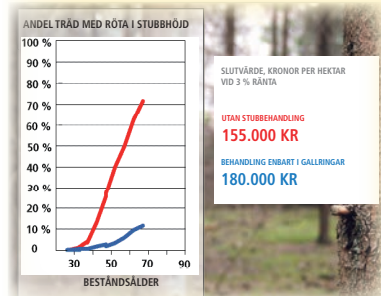 ANDEL TRÄD MED RÖTA I STUBBHÖJD
100 %
90 %
80 %
70 %
60 %
50 %
40 %
30 %
20 %
10 %
0
30 50 70 90
BESTÅNDSÅLDER
SLUTVÄRDE, KRONOR PER HEKTAR
VID 3 % RÄNTA
UTAN STUBBEHANDLING
155.000 KR
BEHANDLING ENBART I GALLRINGAR
180.000 KR